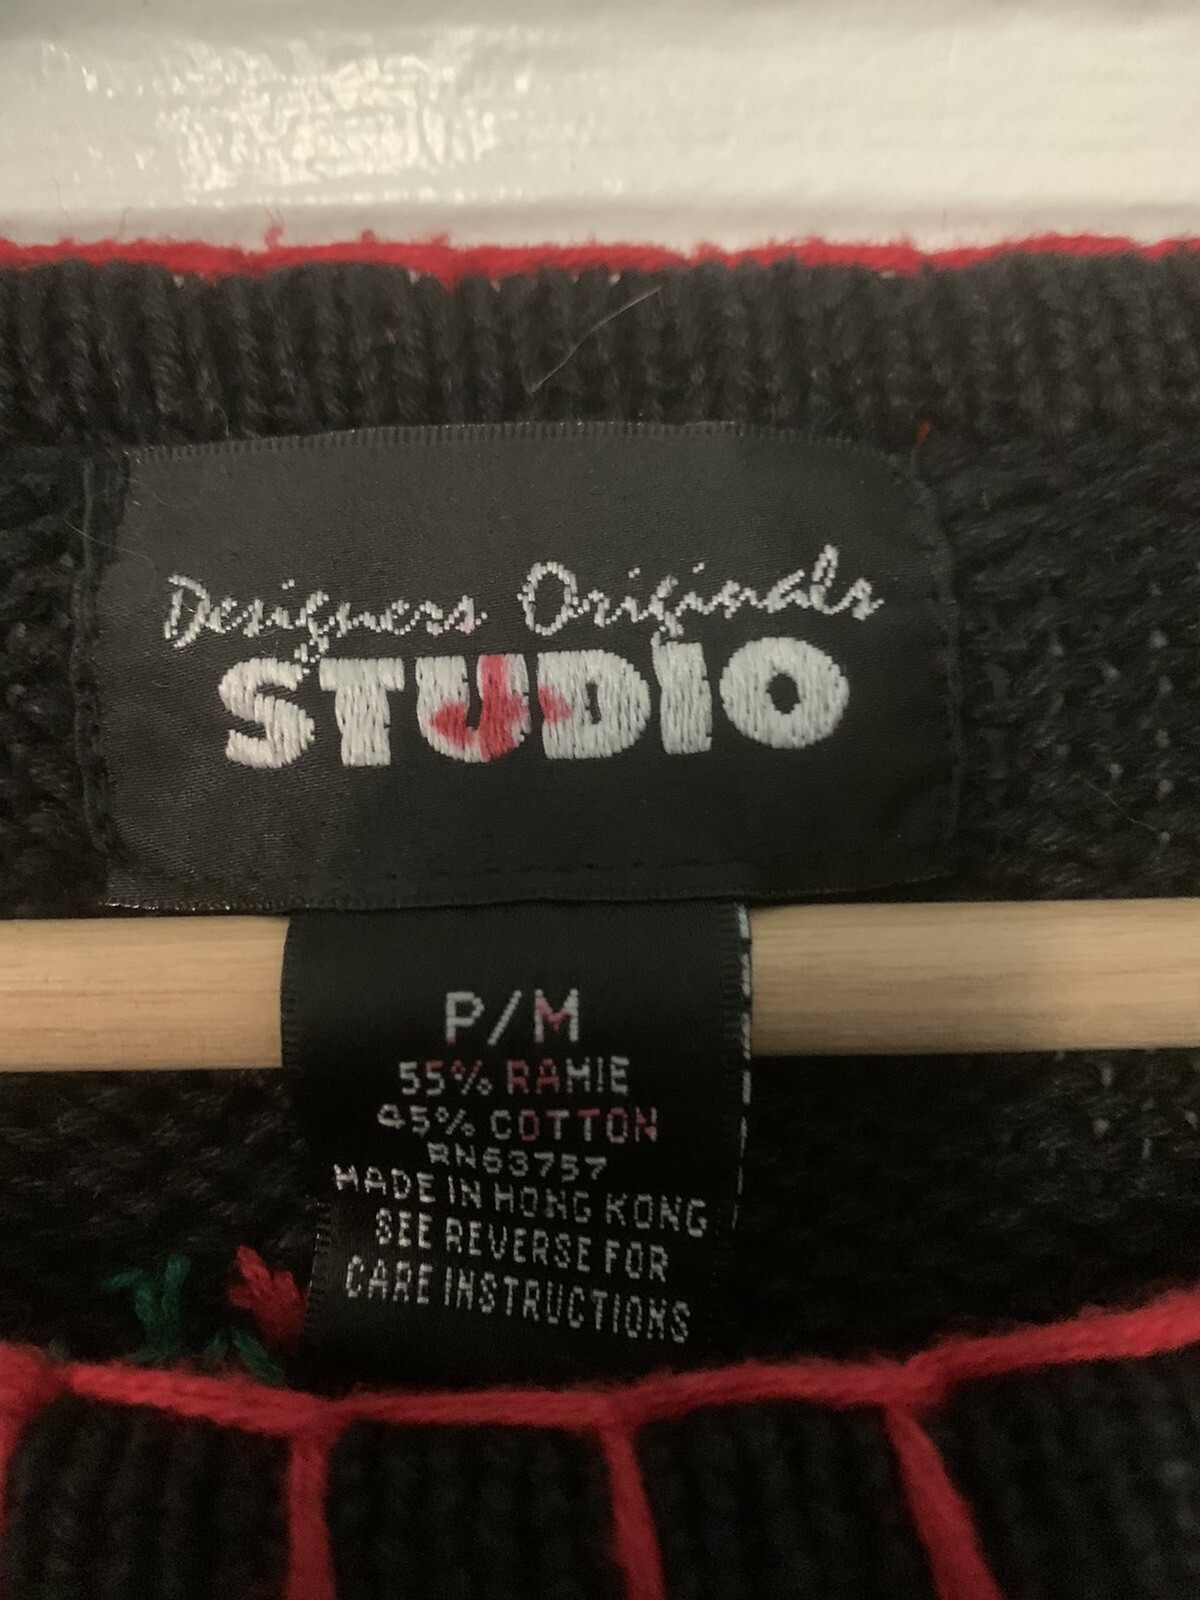 Designers Originals
STUDIO
P/M
55% RAMIE
45% COTTON
RN63757
MADE IN HONG KONG
SEE REVERSE FOR
CARE INSTRUCTIONS